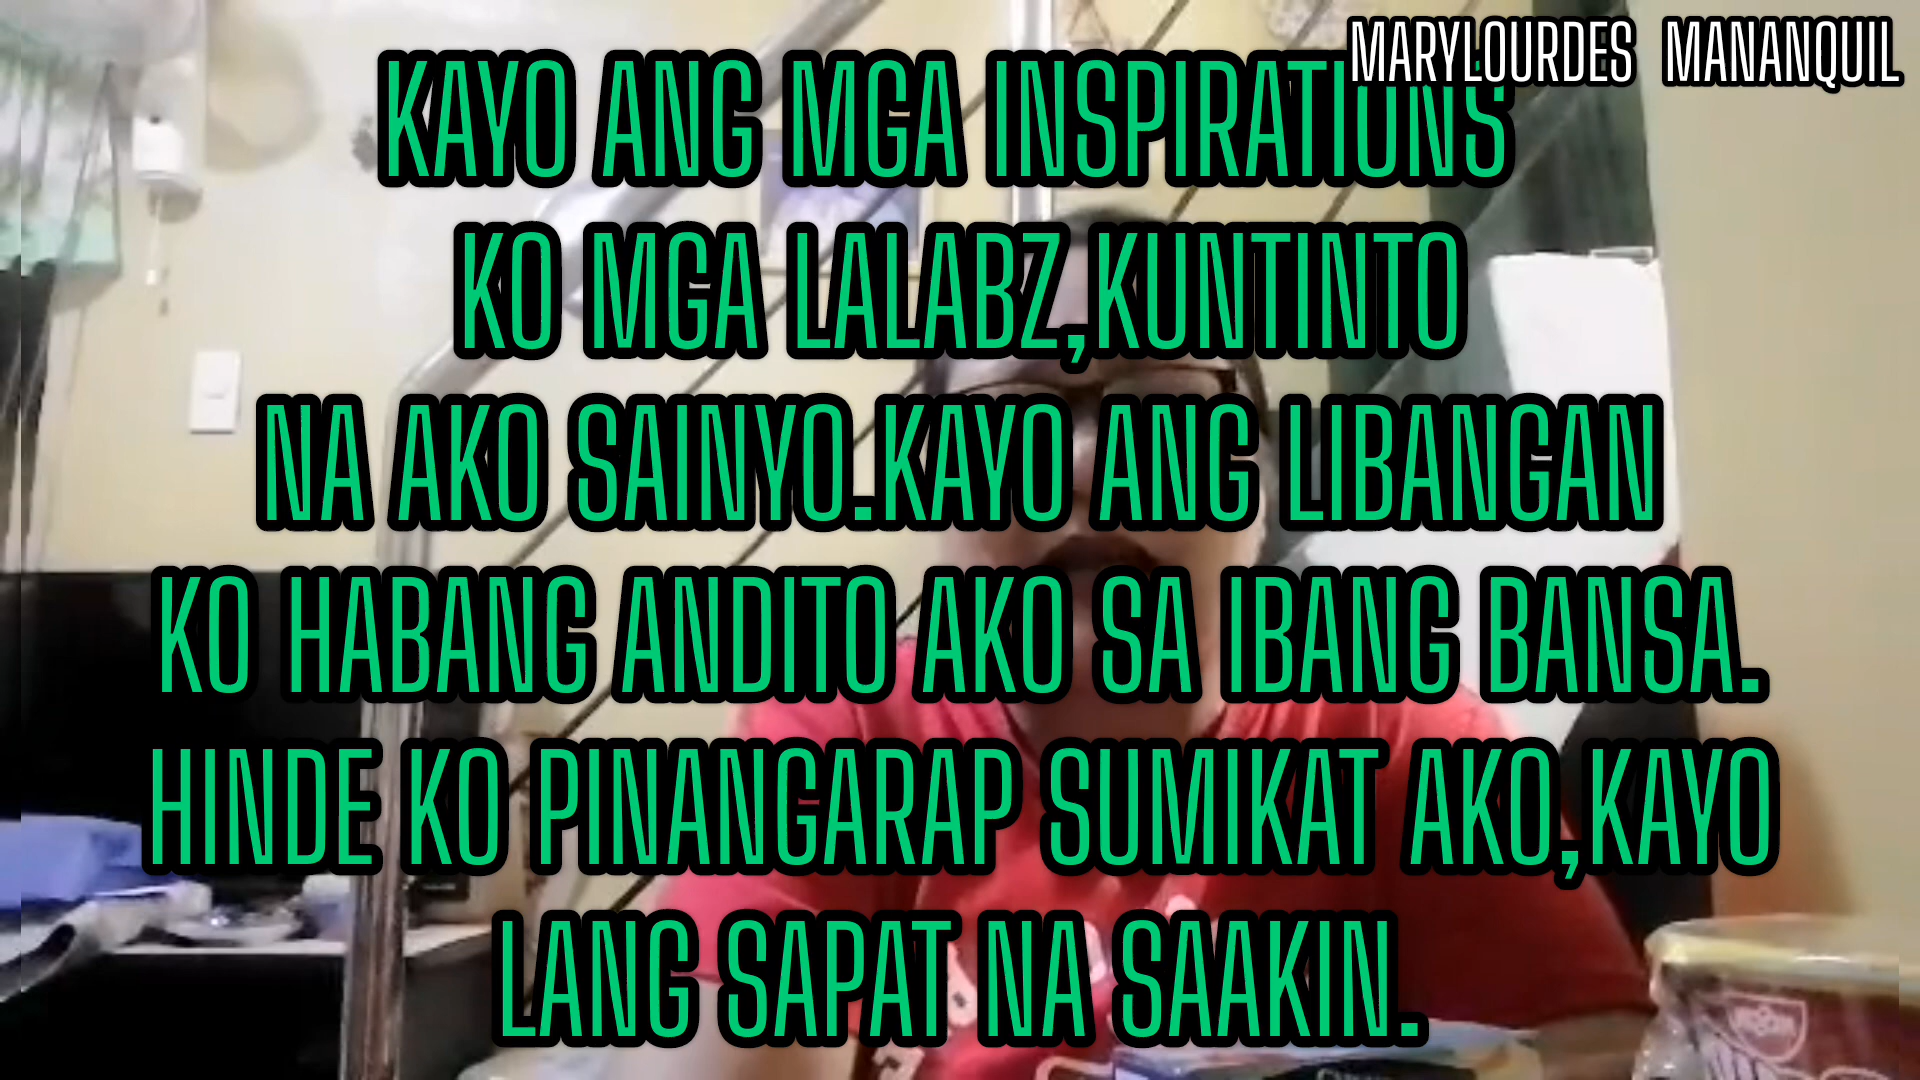 MARYLOURDES MANANQUIL
KAYO ANG MGA INSPIRATIONS
KO MGA LALABZ,KUNTINTO
NA AKO SAINYO.KAYO ANG LIBANGAN
KO HABANG ANDITO AKO SA IBANG BANSA.
HINDE KO PINANGARAP SUMIKAT AKO,KAYO
LANG SAPAT NA SAAKIN.